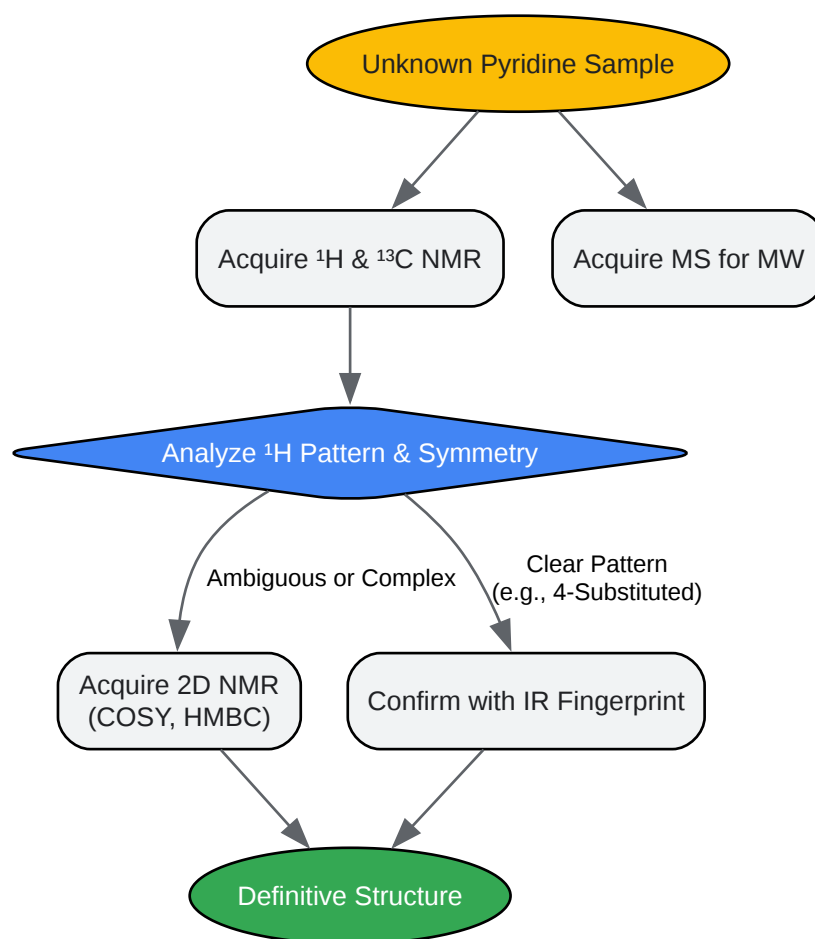 Unknown Pyridine Sample
Acquire ¹H & ¹³C NMR
Acquire MS for MW
Analyze ¹H Pattern & Symmetry
Ambiguous or Complex
Clear Pattern
(e.g., 4-Substituted)
Acquire 2D NMR
(COSY, HMBC)
Confirm with IR Fingerprint
Definitive Structure